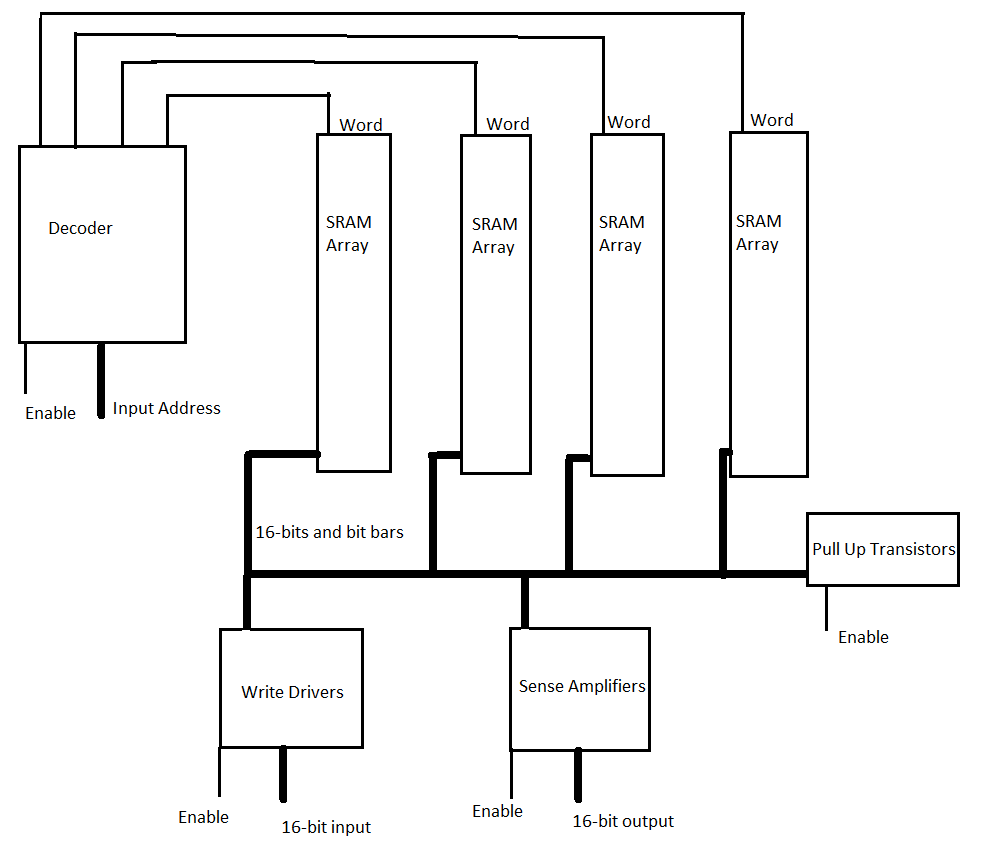 Word
Word
Word
Word
Decoder
SRAM
Array
SRAM
Array
SRAM
Array
SRAM
Array
Enable
Input Address
16-bits and bit bars
Pull Up Transistors
Enable
Write Drivers
Sense Amplifiers
Enable
16-bit input
Enable
16-bit output